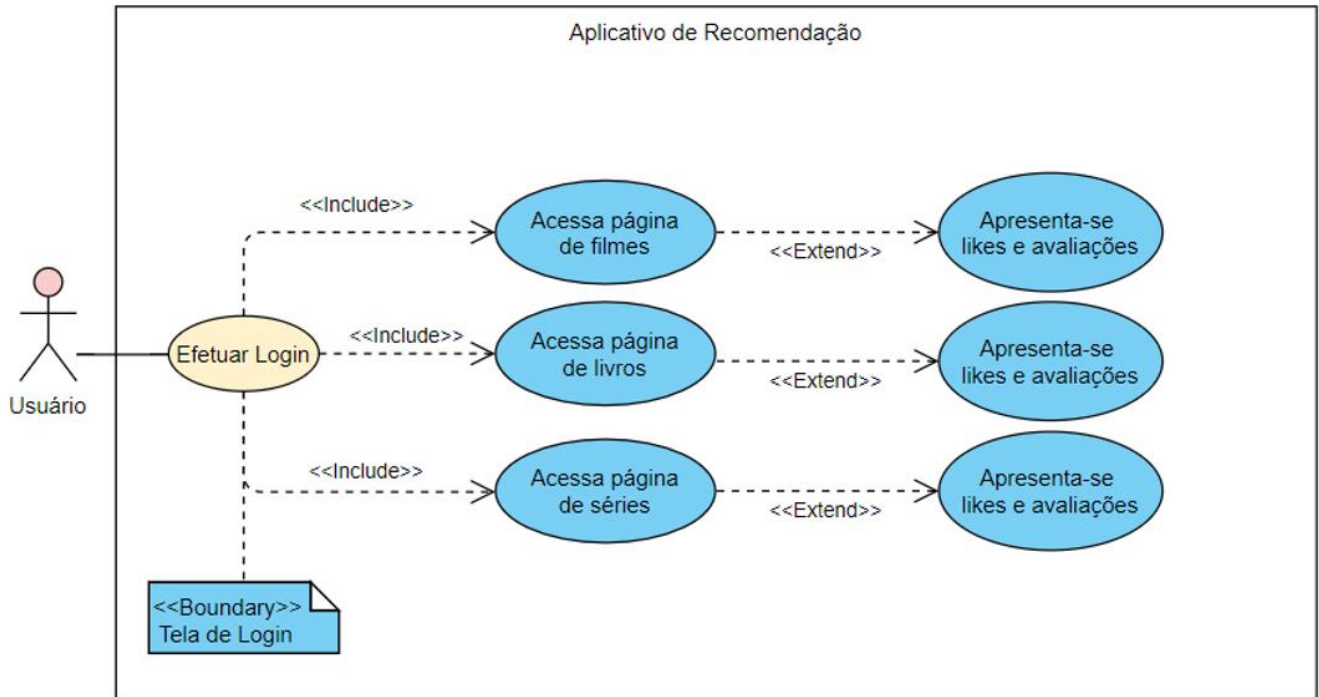 Aplicativo de Recomendação
<<Include>>
Acessa página
de filmes
<<Extend>>
Apresenta-se
likes e avaliações
Usuário
Efetuar Login
<<Include>>
Acessa página
de livros
<<Extend>>
Apresenta-se
likes e avaliações
<<Include>>
Acessa página
de séries
<<Extend>>
Apresenta-se
likes e avaliações
<<Boundary>>
Tela de Login